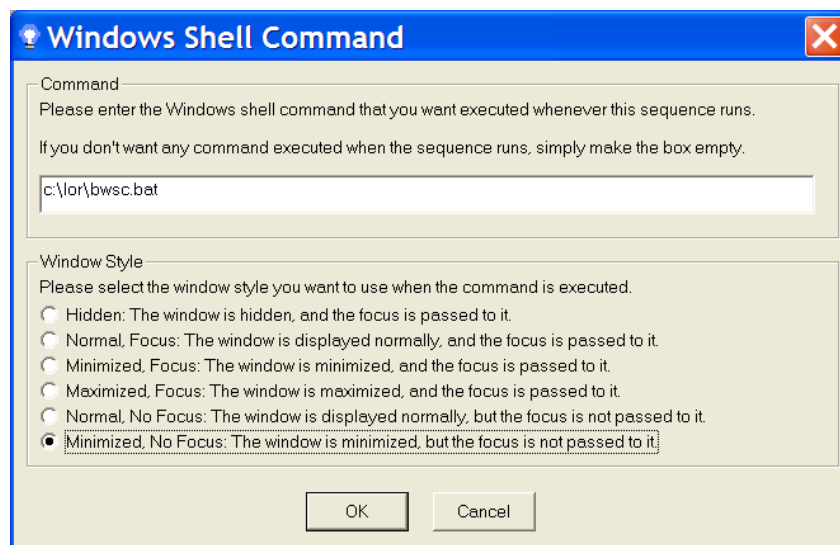 Windows Shell Command
Command
Please enter the Windows shell command that you want executed whenever this sequence runs.
If you don't want any command executed when the sequence runs, simply make the box empty.
c:\lor\bwsc.bat
Window Style
Please select the window style you want to use when the command is executed.
Hidden: The window is hidden, and the focus is passed to it.
Normal, Focus: The window is displayed normally, and the focus is passed to it.
Minimized, Focus: The window is minimized, and the focus is passed to it.
Maximized, Focus: The window is maximized, and the focus is passed to it.
Normal, No Focus: The window is displayed normally, but the focus is not passed to it.
Minimized, No Focus: The window is minimized, but the focus is not passed to it.
OK Cancel